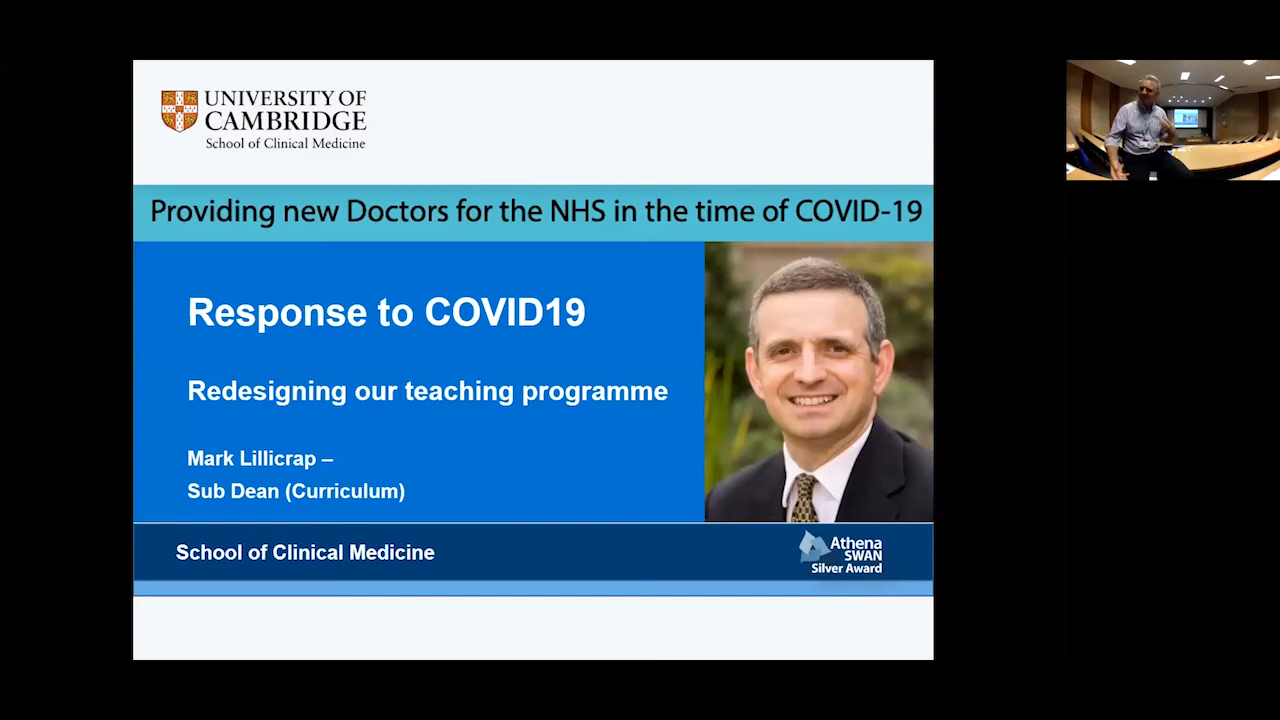 UNIVERSITY OF
CAMBRIDGE
School of Clinical Medicine
Providing new Doctors for the NHS in the time of COVID-19
Response to COVID19
Redesigning our teaching programme
Mark Lillicrap –
Sub Dean (Curriculum)
School of Clinical Medicine
Athena
SWAN
Silver Award